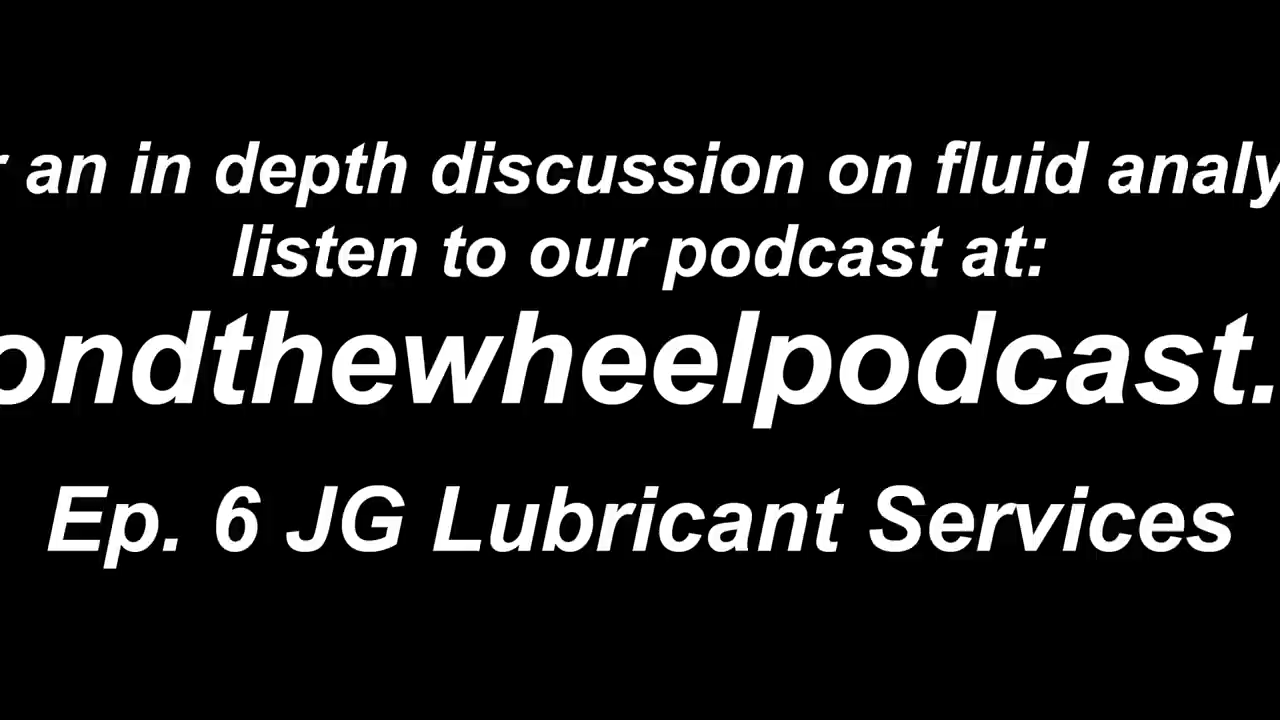 r an in depth discussion on fluid analy
listen to our podcast at:
ondthewheelpodcast.
Ep. 6 JG Lubricant Services